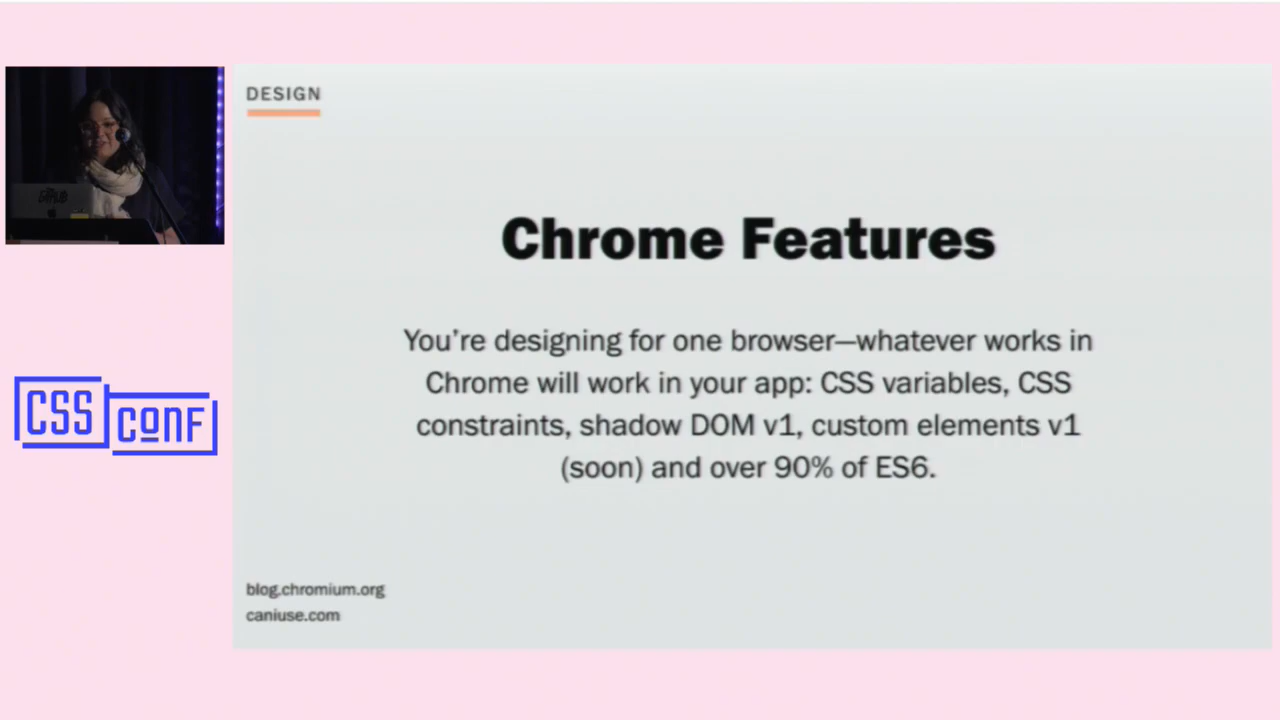 DESIGN
Chrome Features
You're designing for one browser—whatever works in
Chrome will work in your app: CSS variables, CSS
constraints, shadow DOM v1, custom elements v1
(soon) and over 90% of ES6.
blog.chromium.org
caniuse.com
CSS
CONF